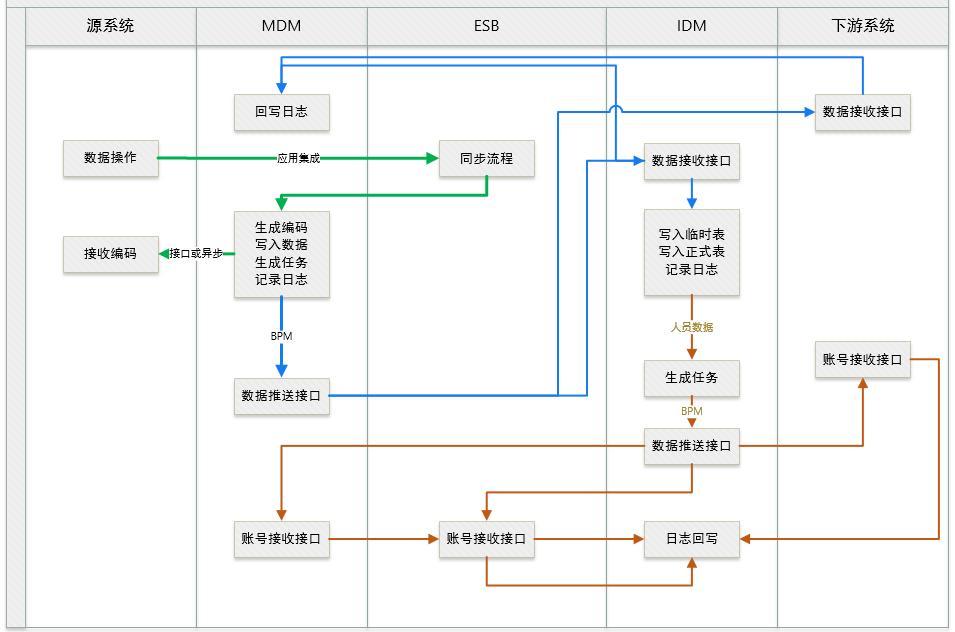 源系统
MDM
ESB
IDM
下游系统
回写日志
数据接收接口
数据操作
应用集成
同步流程
数据接收接口
接收编码
接口或异步
生成编码
写入数据
生成任务
记录日志
写入临时表
写入正式表
记录日志
BPM
人员数据
账号接收接口
数据推送接口
生成任务
BPM
数据推送接口
账号接收接口
账号接收接口
日志回写